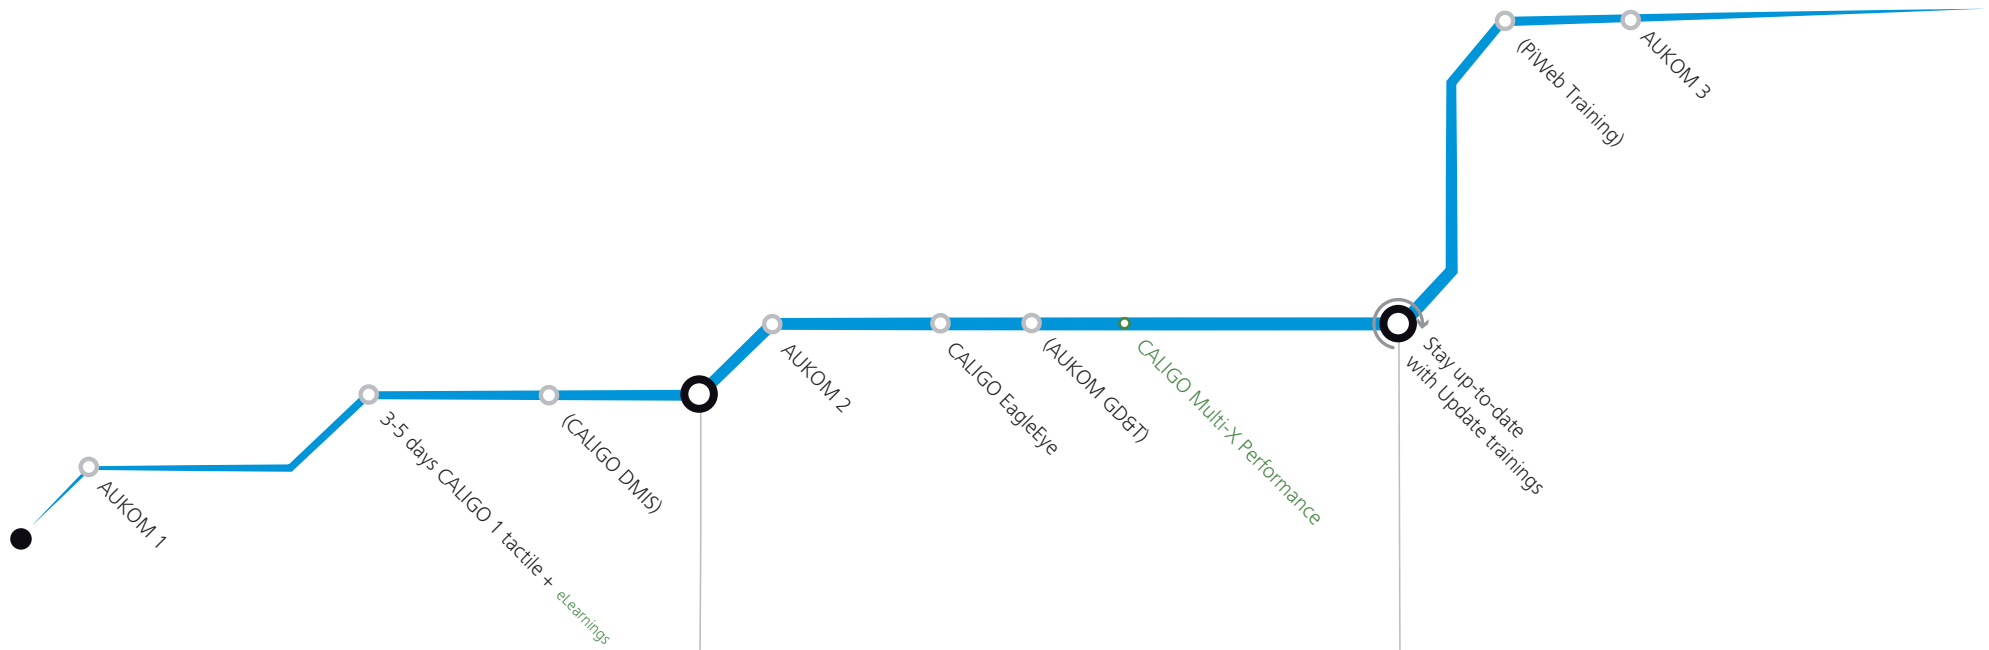 AUKOM 1
3-5 days CALIGO 1 tactile + eLearnings
(CALIGO DMIS)
AUKOM 2
CALIGO EagleEye
(AUKOM GD&T)
CALIGO Multi-X Performance
Stay up-to-date
with Update trainings
(PiWeb Training)
AUKOM 3